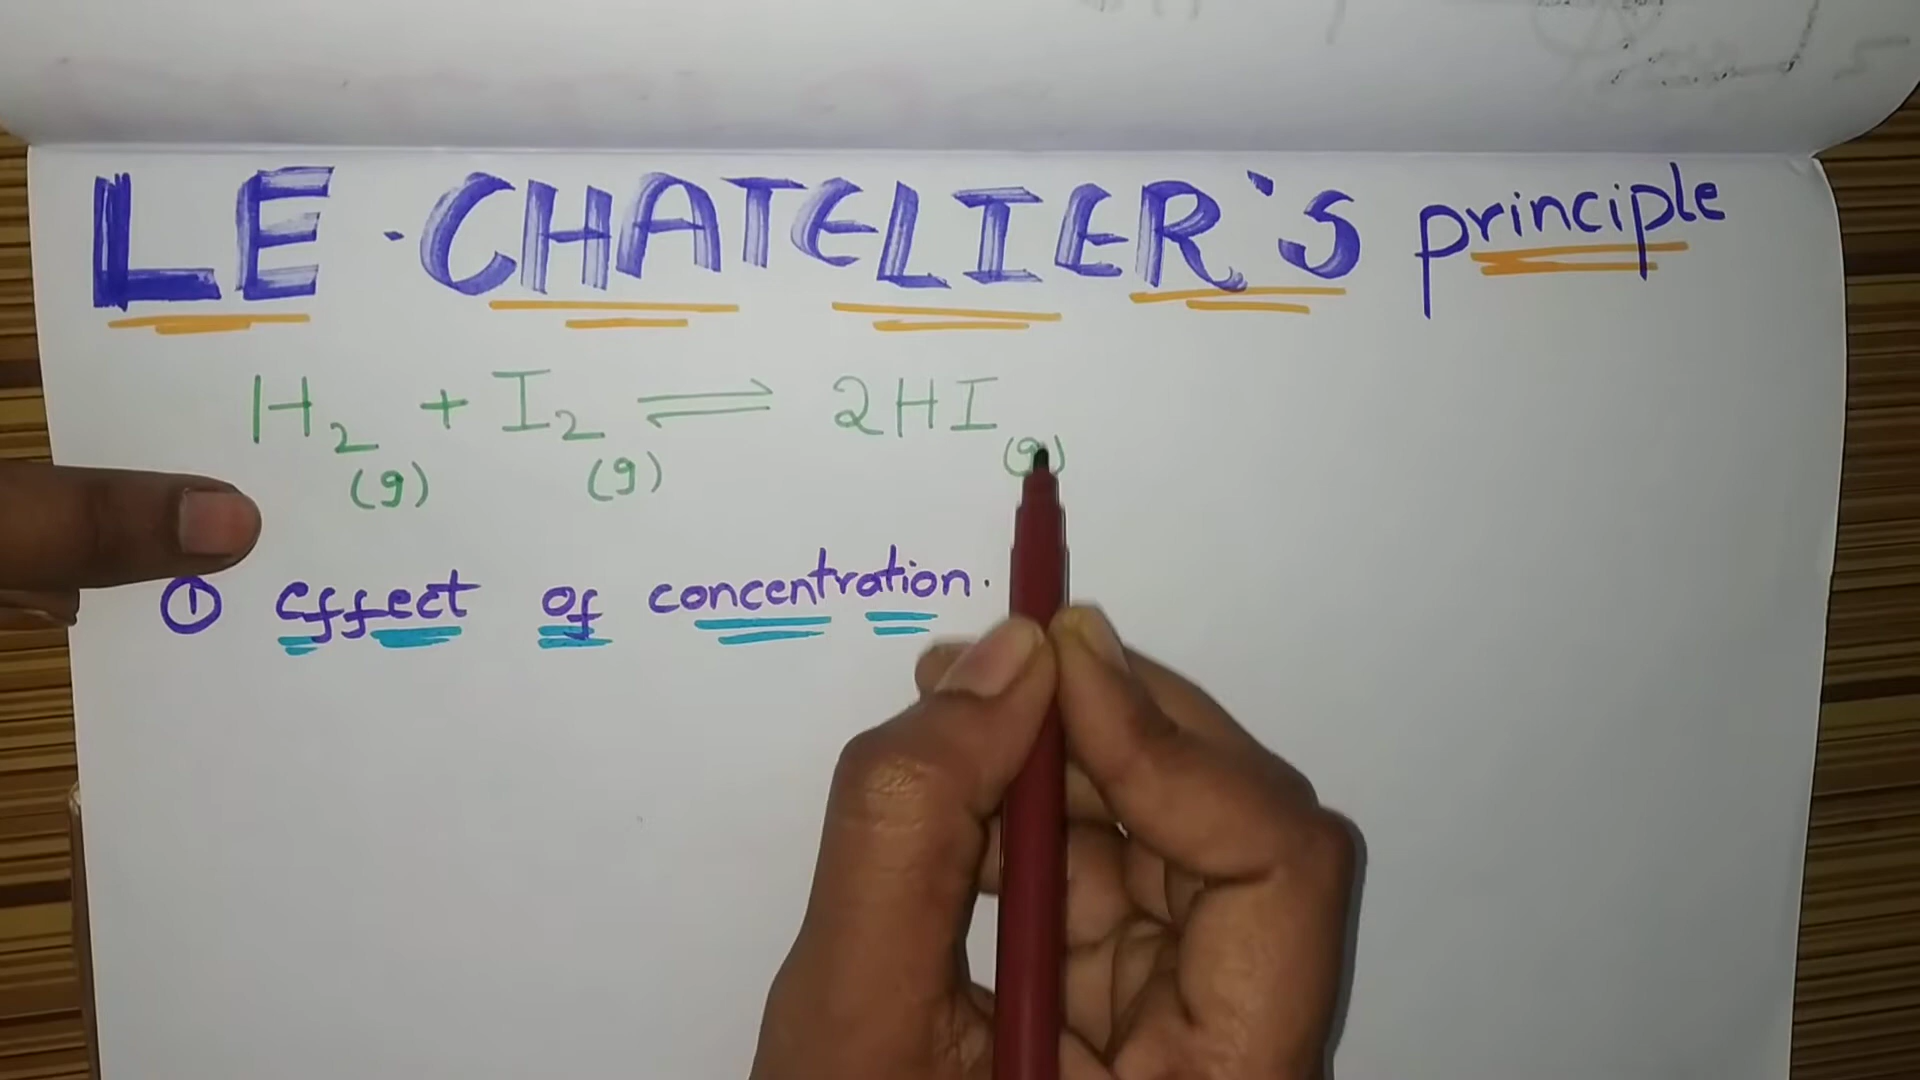 LE-CHATELIER'S principle
H₂(g) + I₂(g) ⇌ 2HI(g)
① effect of concentration.